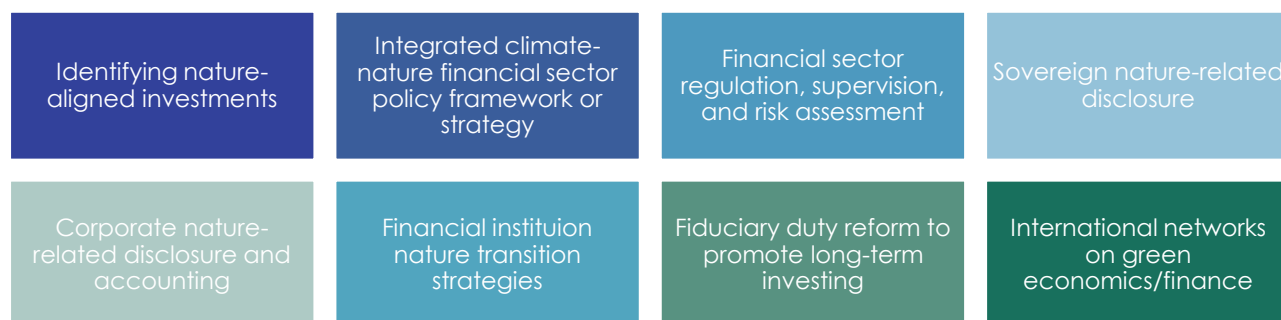 Identifying nature-
aligned investments
Integrated climate-
nature financial sector
policy framework or
strategy
Financial sector
regulation, supervision,
and risk assessment
Sovereign nature-related
disclosure
Corporate nature-
related disclosure and
accounting
Financial instituion
nature transition
strategies
Fiduciary duty reform to
promote long-term
investing
International networks
on green
economics/finance